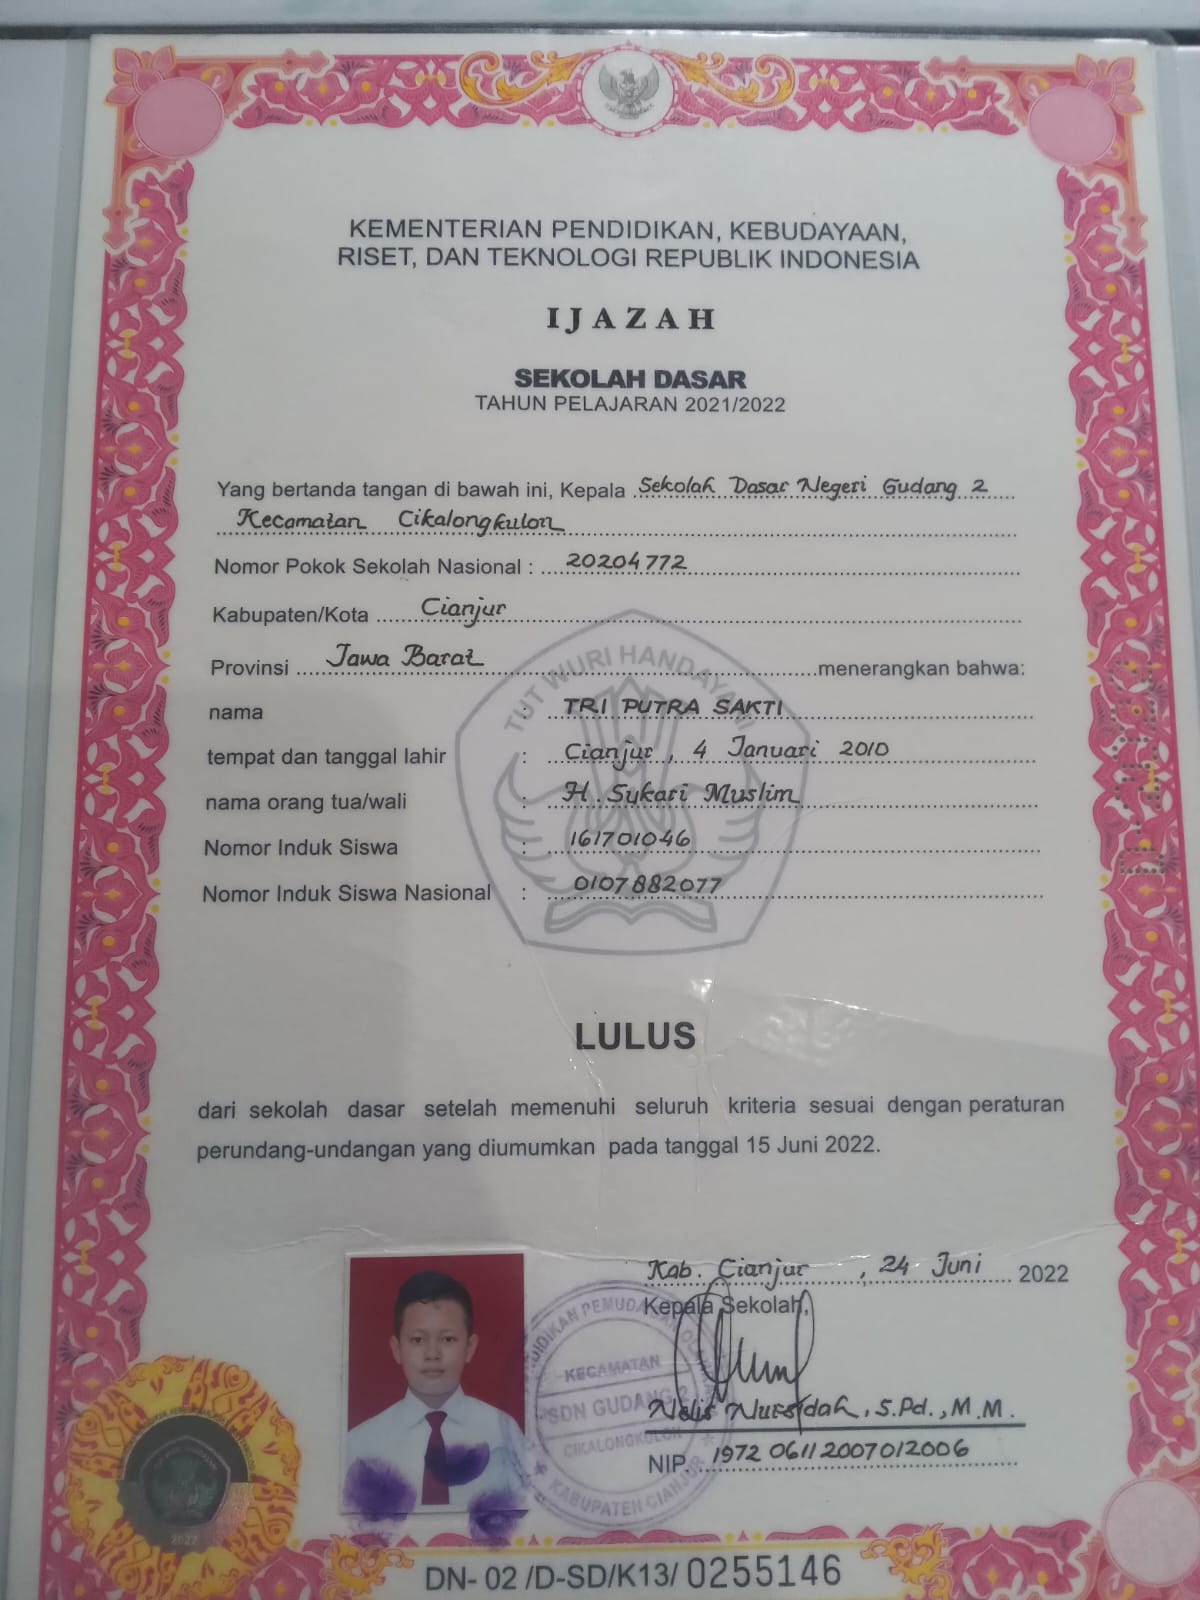 KEMENTERIAN PENDIDIKAN, KEBUDAYAAN,
RISET, DAN TEKNOLOGI REPUBLIK INDONESIA
IJAZAH
SEKOLAH DASAR
TAHUN PELAJARAN 2021/2022
Yang bertanda tangan di bawah ini, Kepala Sekolah Dasar Negeri Gudang 2
Kecamatan Cikalongkulon
Nomor Pokok Sekolah Nasional : 20204772
Kabupaten/Kota Cianjur
Provinsi Jawa Barat menerangkan bahwa:
TUT WURI HANDAYANI
nama : TRI PUTRA SAKTI
tempat dan tanggal lahir : Cianjur, 4 Januari 2010
nama orang tua/wali : H. Sukari Muslim
Nomor Induk Siswa : 161701046
Nomor Induk Siswa Nasional : 0107882077
LULUS
dari sekolah dasar setelah memenuhi seluruh kriteria sesuai dengan peraturan
perundang-undangan yang diumumkan pada tanggal 15 Juni 2022.
Kab. Cianjur, 24 Juni 2022
Kepala Sekolah,
KECAMATAN
SDN GUDANG 2
CIKALONGKULON
KABUPATEN CIANJUR
Nelis Nursidah, S.Pd., M.M.
NIP. 197206112007012006
2022
DN- 02 /D-SD/K13/ 0255146